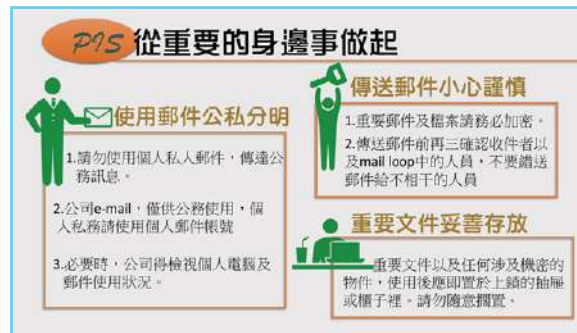 PIS 從重要的身邊事做起
使用郵件公私分明
1.請勿使用個人私人郵件，傳遞公
務訊息。
2.公司e-mail，僅供公務使用，個
人私務請使用個人郵件帳號
3.必要時，公司得檢視個人電腦及
郵件使用狀況。
傳送郵件小心謹慎
1.重要郵件及檔案請務必加密。
2.傳送郵件前再三確認收件者以
及mail loop中的人員，不要錯送
郵件給不相干的人員
重要文件妥善存放
重要文件以及任何涉及機密的
物件，使用後應即置於上鎖的抽屜
或櫃子裡。請勿隨意擱置。